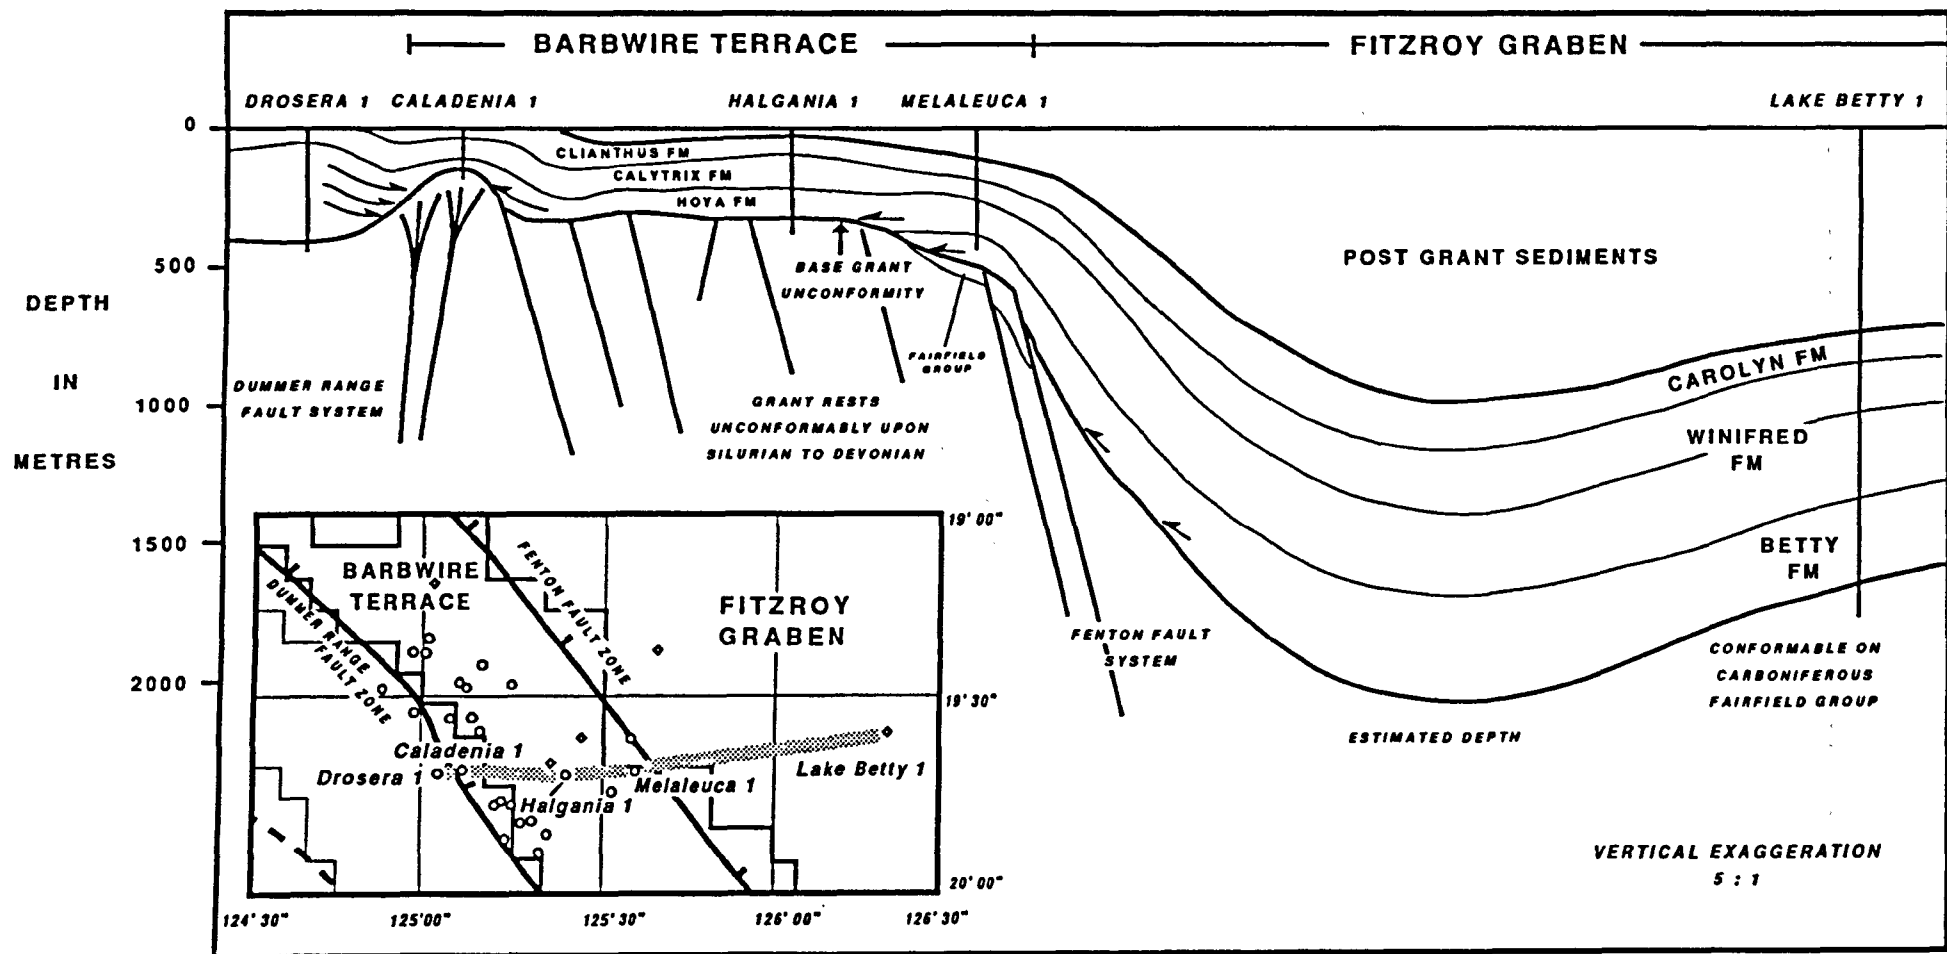 BARBWIRE TERRACE
FITZROY GRABEN
DROSERA 1
CALADENIA 1
HALGANIA 1
MELALEUCA 1
LAKE BETTY 1
0
500
1000
1500
2000
DEPTH
IN
METRES
CLIANTHUS FM
CALYTRIX FM
HOYA FM
BASE GRANT
UNCONFORMITY
FAIRFIELD
GROUP
DUMMER RANGE
FAULT SYSTEM
GRANT RESTS
UNCONFORMABLY UPON
SILURIAN TO DEVONIAN
POST GRANT SEDIMENTS
CAROLYN FM
WINIFRED
FM
BETTY
FM
FENTON FAULT
SYSTEM
CONFORMABLE ON
CARBONIFEROUS
FAIRFIELD GROUP
ESTIMATED DEPTH
VERTICAL EXAGGERATION
5 : 1
BARBWIRE
TERRACE
FITZROY
GRABEN
DUMMER RANGE
FAULT ZONE
FENTON FAULT ZONE
Caladenia 1
Drosera 1
Halgania 1
Melaleuca 1
Lake Betty 1
19°00"
19°30"
20°00"
124°30"
125°00"
125°30"
126°00"
126°30"